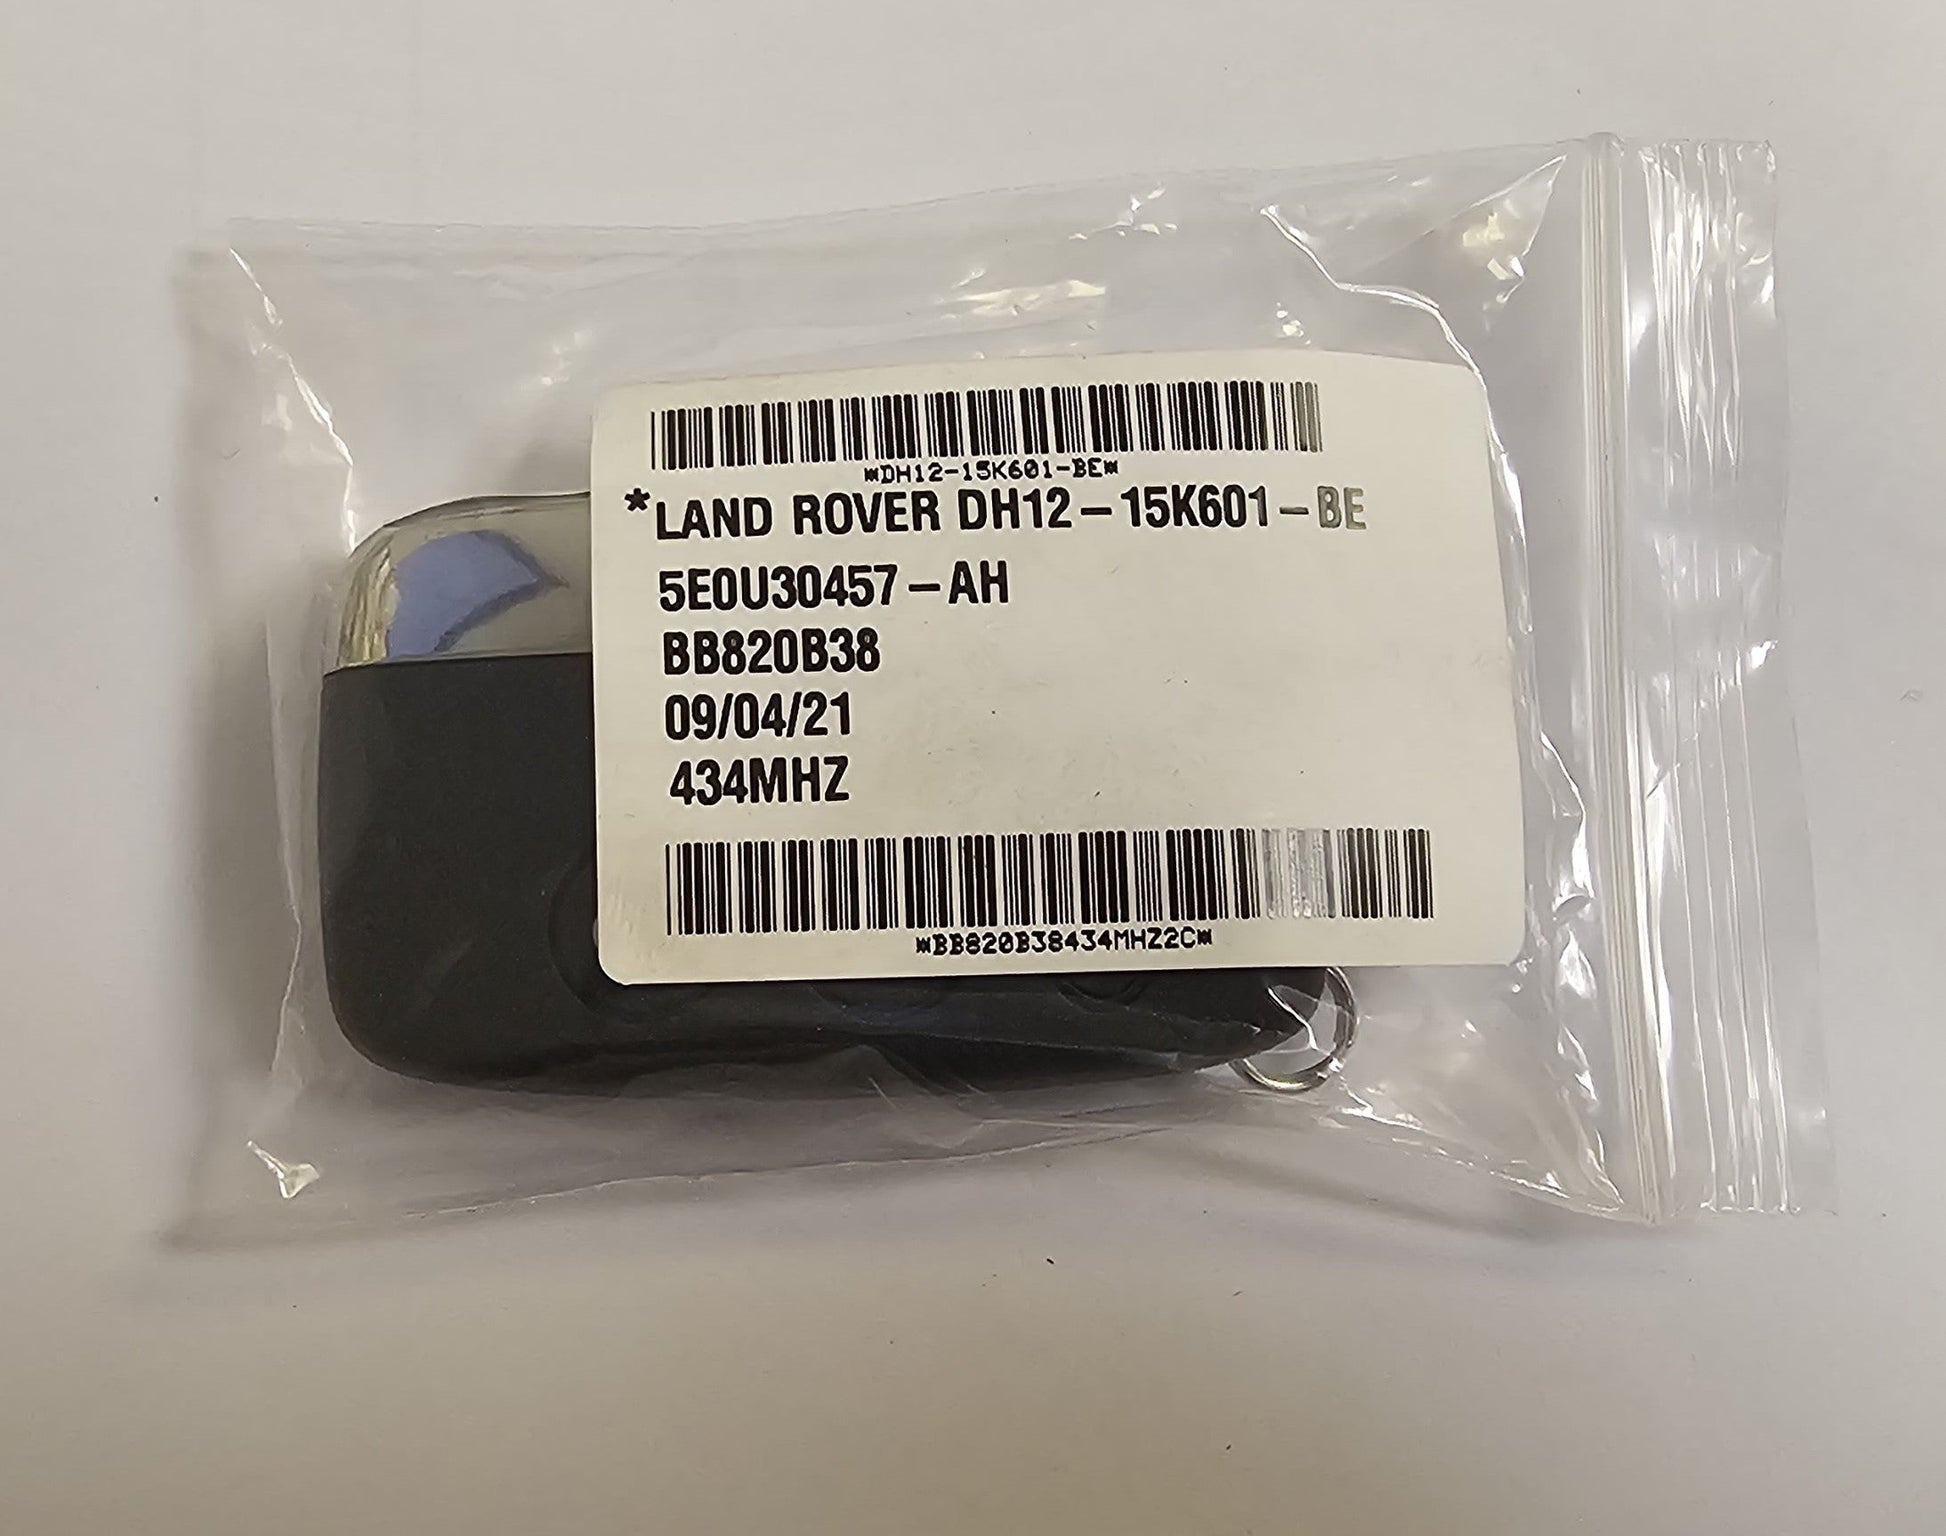 *DH12-15K601-BE*
*LAND ROVER DH12-15K601-BE
5E0U30457-AH
BB820B38
09/04/21
434MHZ
*BB820B38434MHZ2C*